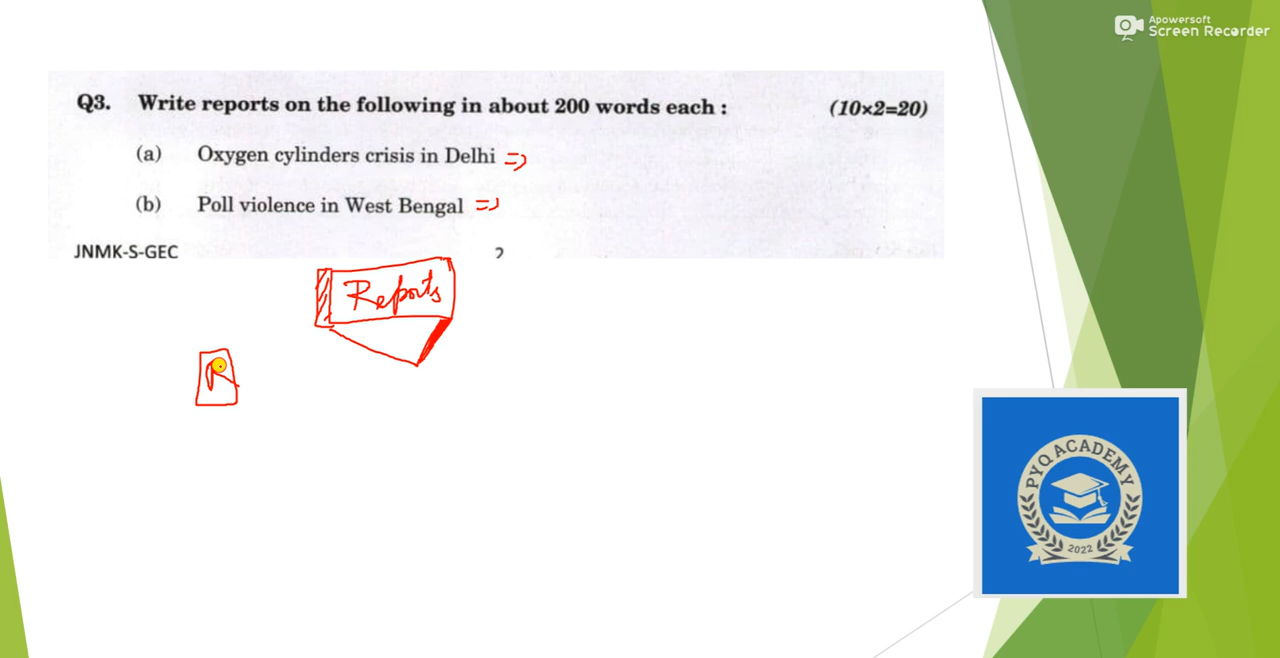 Apowersoft
Screen Recorder
Q3. Write reports on the following in about 200 words each : (10×2=20)
(a) Oxygen cylinders crisis in Delhi
(b) Poll violence in West Bengal
JNMK-S-GEC 2
Reports
R
PYQ ACADEMY
2022